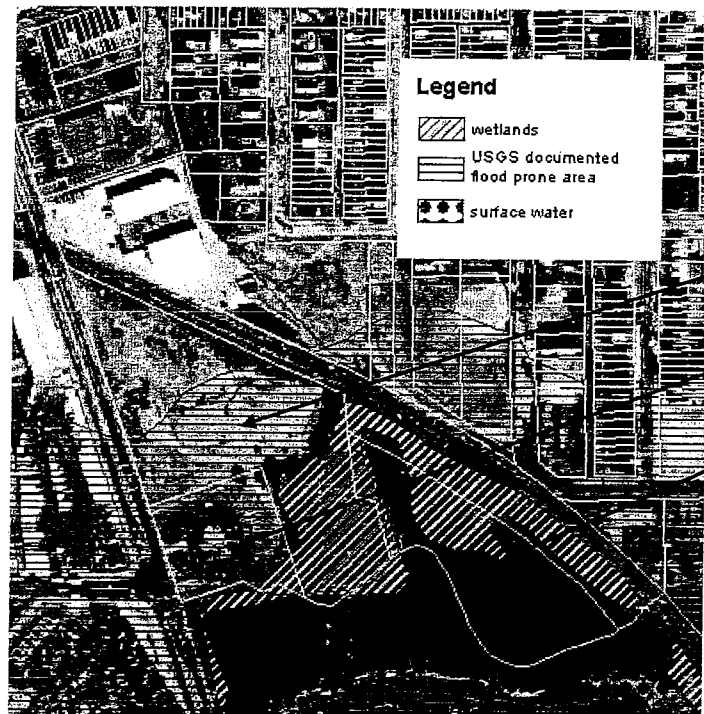 Legend
wetlands
USGS documented
flood prone area
surface water